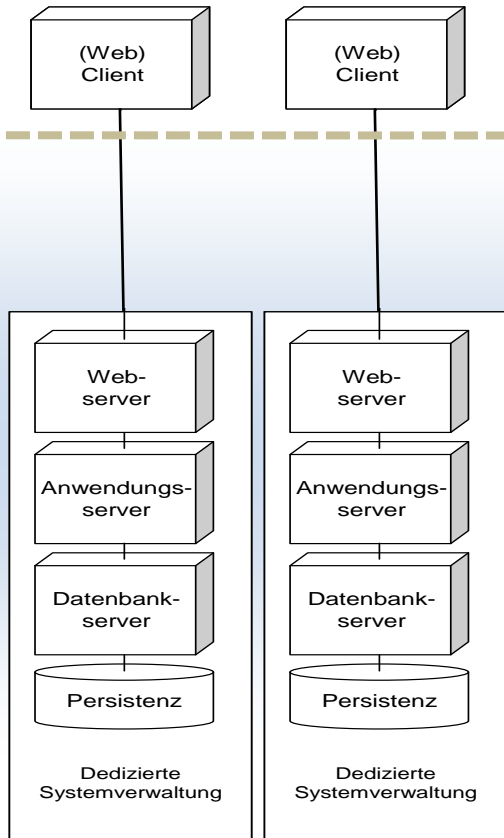 (Web)
Client
(Web)
Client
Web-
server
Anwendungs-
server
Datenbank-
server
Persistenz
Dedizierte
Systemverwaltung
Web-
server
Anwendungs-
server
Datenbank-
server
Persistenz
Dedizierte
Systemverwaltung